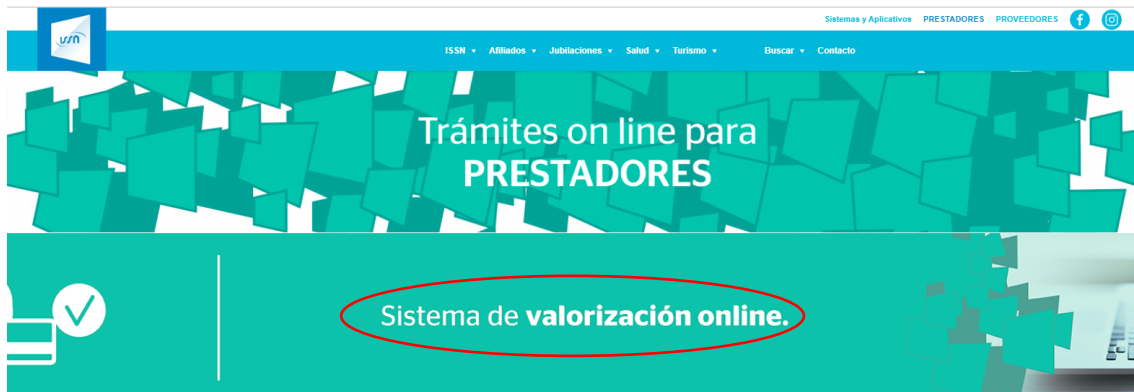 Sistemas y Aplicativos PRESTADORES PROVEEDORES
issn
ISSN Afiliados Jubilaciones Salud Turismo Buscar Contacto
Trámites on line para
PRESTADORES
Sistema de valorización online.